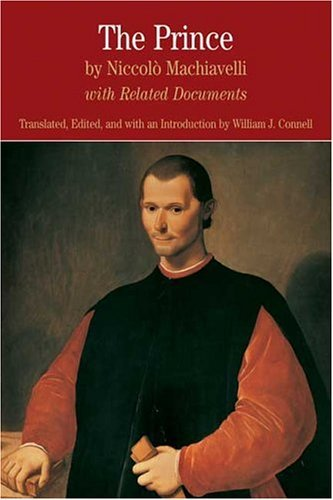 The Prince
by Niccolò Machiavelli
with Related Documents
Translated, Edited, and with an Introduction by William J. Connell